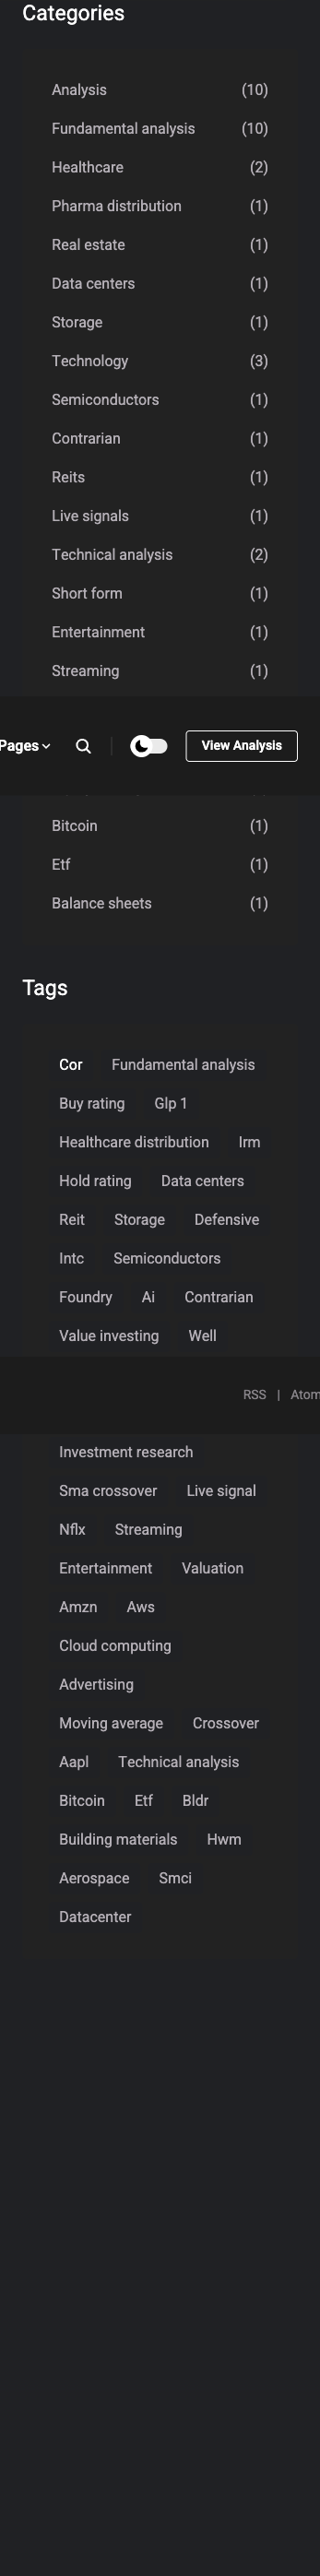 Categories
Analysis (10)
Fundamental analysis (10)
Healthcare (2)
Pharma distribution (1)
Real estate (1)
Data centers (1)
Storage (1)
Technology (3)
Semiconductors (1)
Contrarian (1)
Reits (1)
Live signals (1)
Technical analysis (2)
Short form (1)
Entertainment (1)
Streaming (1)
Pages View Analysis
Bitcoin (1)
Etf (1)
Balance sheets (1)
Tags
Cor Fundamental analysis
Buy rating Glp 1
Healthcare distribution Irm
Hold rating Data centers
Reit Storage Defensive
Intc Semiconductors
Foundry Ai Contrarian
Value investing Well
RSS | Atom
Investment research
Sma crossover Live signal
Nflx Streaming
Entertainment Valuation
Amzn Aws
Cloud computing
Advertising
Moving average Crossover
Aapl Technical analysis
Bitcoin Etf Bldr
Building materials Hwm
Aerospace Smci
Datacenter